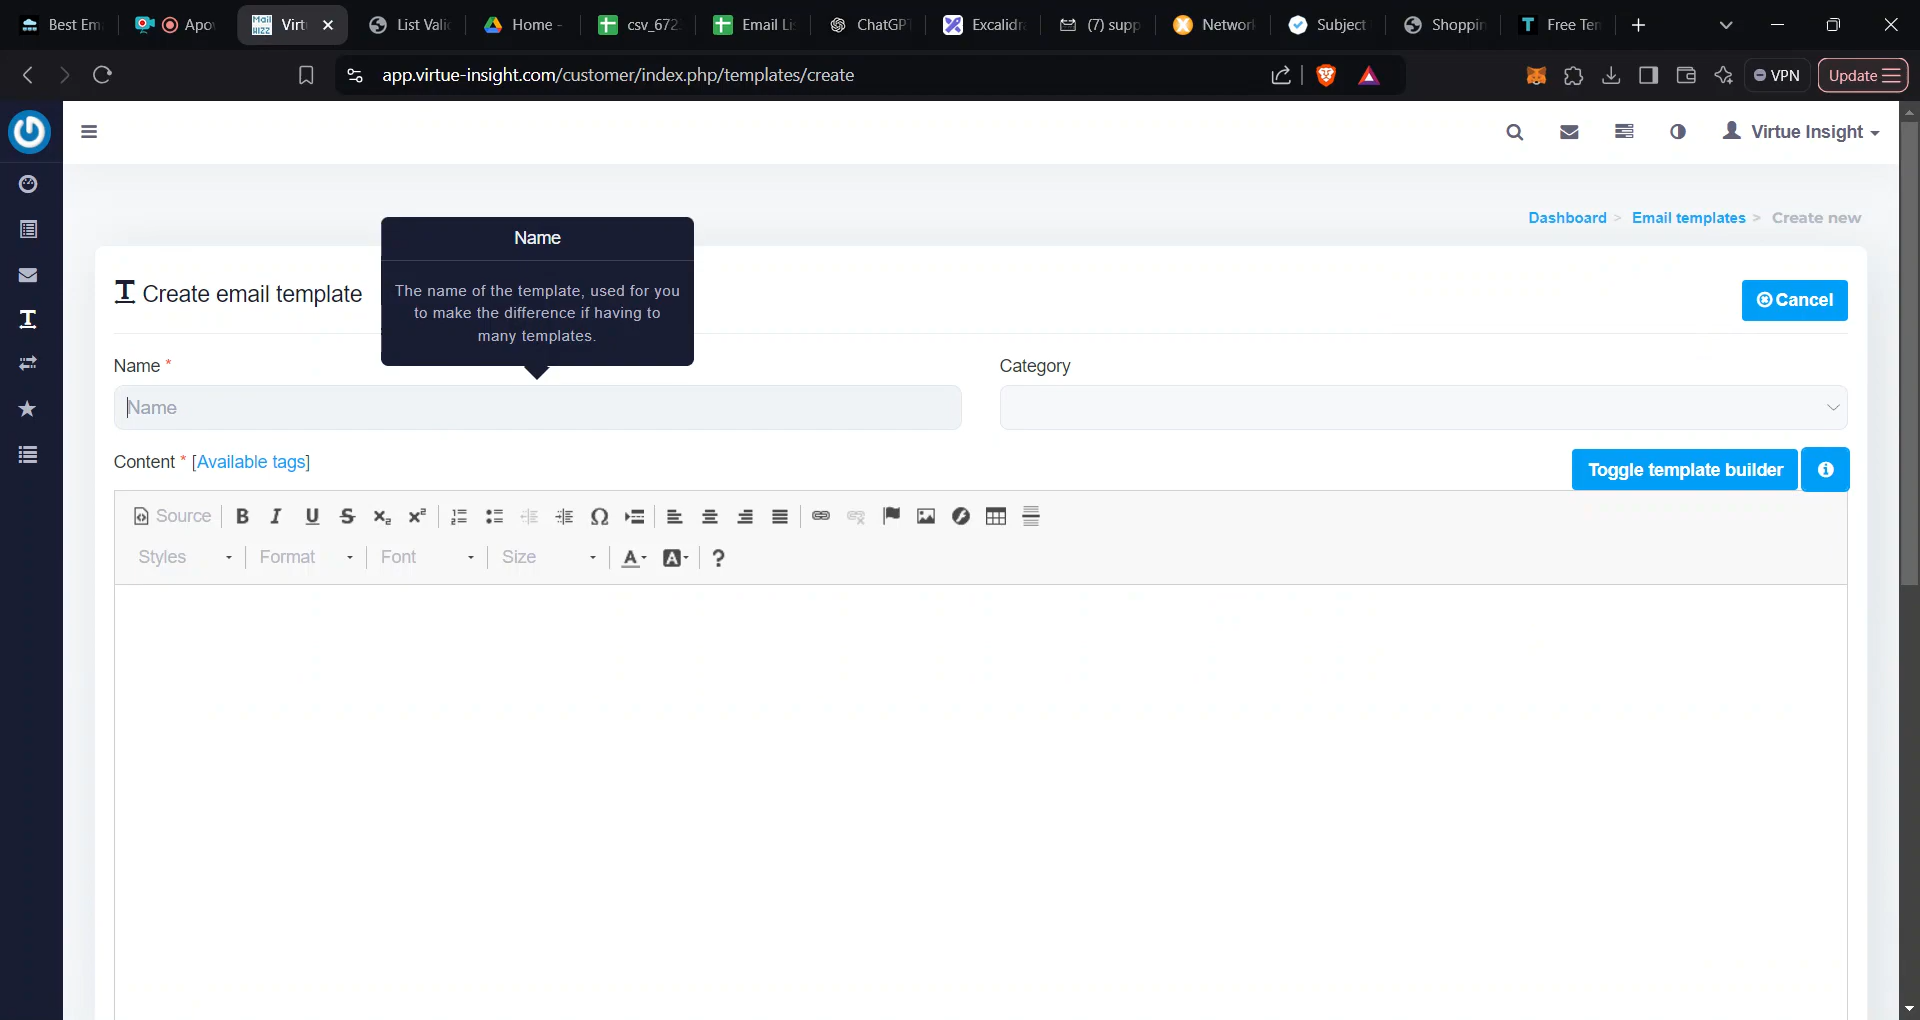 Best Em
Apo
Virt
List Vali
Home -
csv_672
Email Li
ChatGP
Excalidr
(7) supp
Networ
Subject
Shoppin
Free Ten
app.virtue-insight.com/customer/index.php/templates/create
VPN
Update
Virtue Insight
Dashboard > Email templates > Create new
Name
The name of the template, used for you
to make the difference if having to
many templates.
Create email template
Cancel
Name *
Category
Name
Content * [Available tags]
Toggle template builder
Source
Styles
Format
Font
Size